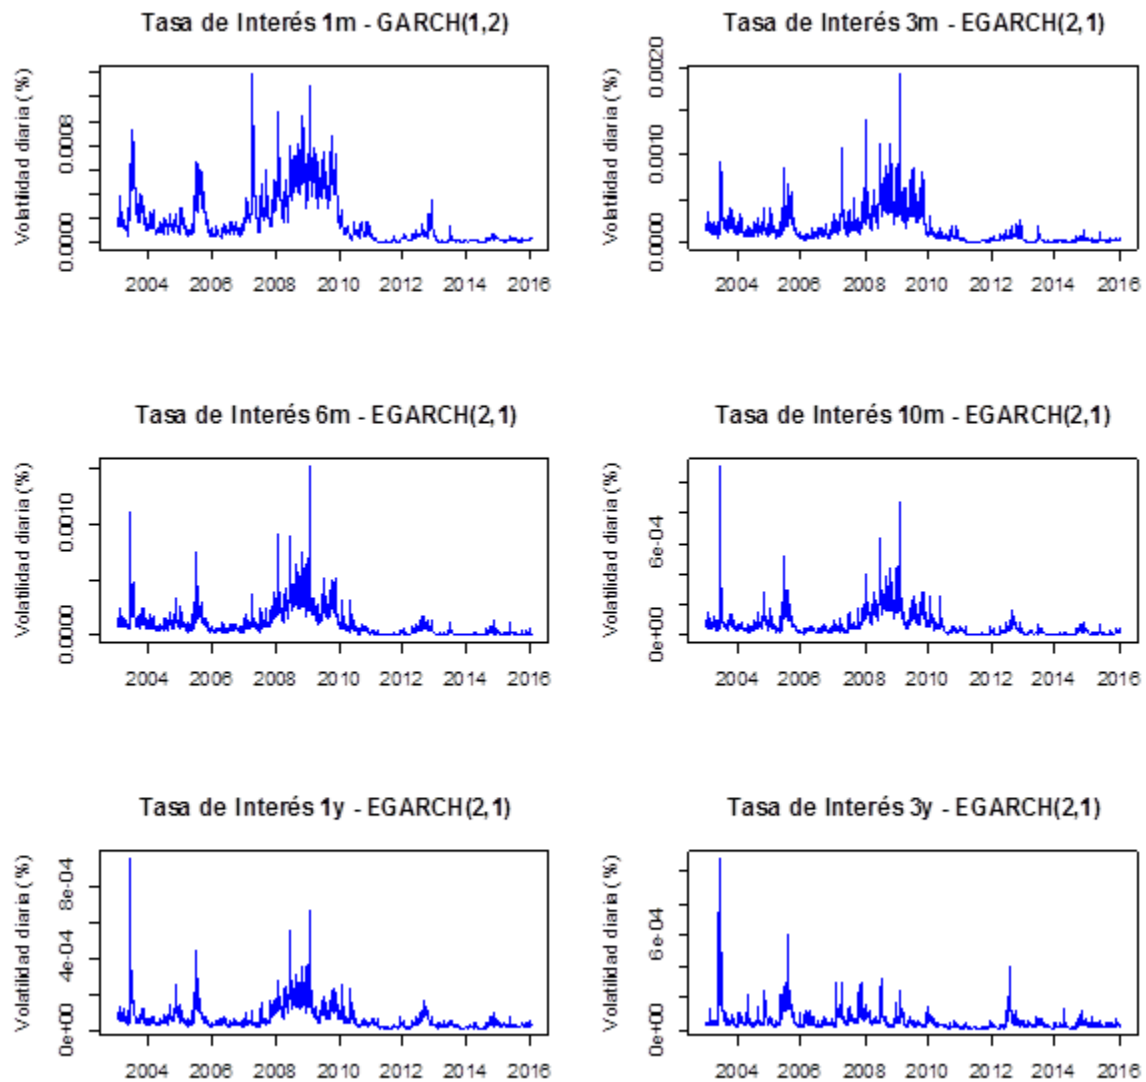 Tasa de Interés 1m - GARCH(1,2)
Volatilidad diaria (%)
0.0000 0.0008
2004 2006 2008 2010 2012 2014 2016
Tasa de Interés 3m - EGARCH(2,1)
Volatilidad diaria (%)
0.0000 0.0010 0.0020
2004 2006 2008 2010 2012 2014 2016
Tasa de Interés 6m - EGARCH(2,1)
Volatilidad diaria (%)
0.0000 0.0010
2004 2006 2008 2010 2012 2014 2016
Tasa de Interés 10m - EGARCH(2,1)
Volatilidad diaria (%)
0e+00 6e-04
2004 2006 2008 2010 2012 2014 2016
Tasa de Interés 1y - EGARCH(2,1)
Volatilidad diaria (%)
0e+00 4e-04 8e-04
2004 2006 2008 2010 2012 2014 2016
Tasa de Interés 3y - EGARCH(2,1)
Volatilidad diaria (%)
0e+00 6e-04
2004 2006 2008 2010 2012 2014 2016